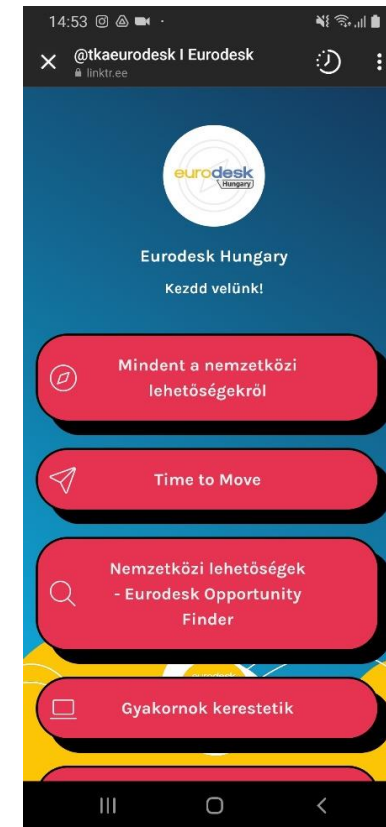 14:53
@tkaeurodesk I Eurodesk
linktr.ee
eurodesk
Hungary
Eurodesk Hungary
Kezdd velünk!
Mindent a nemzetközi
lehetőségekről
Time to Move
Nemzetközi lehetőségek
- Eurodesk Opportunity
Finder
Gyakornok kerestetik